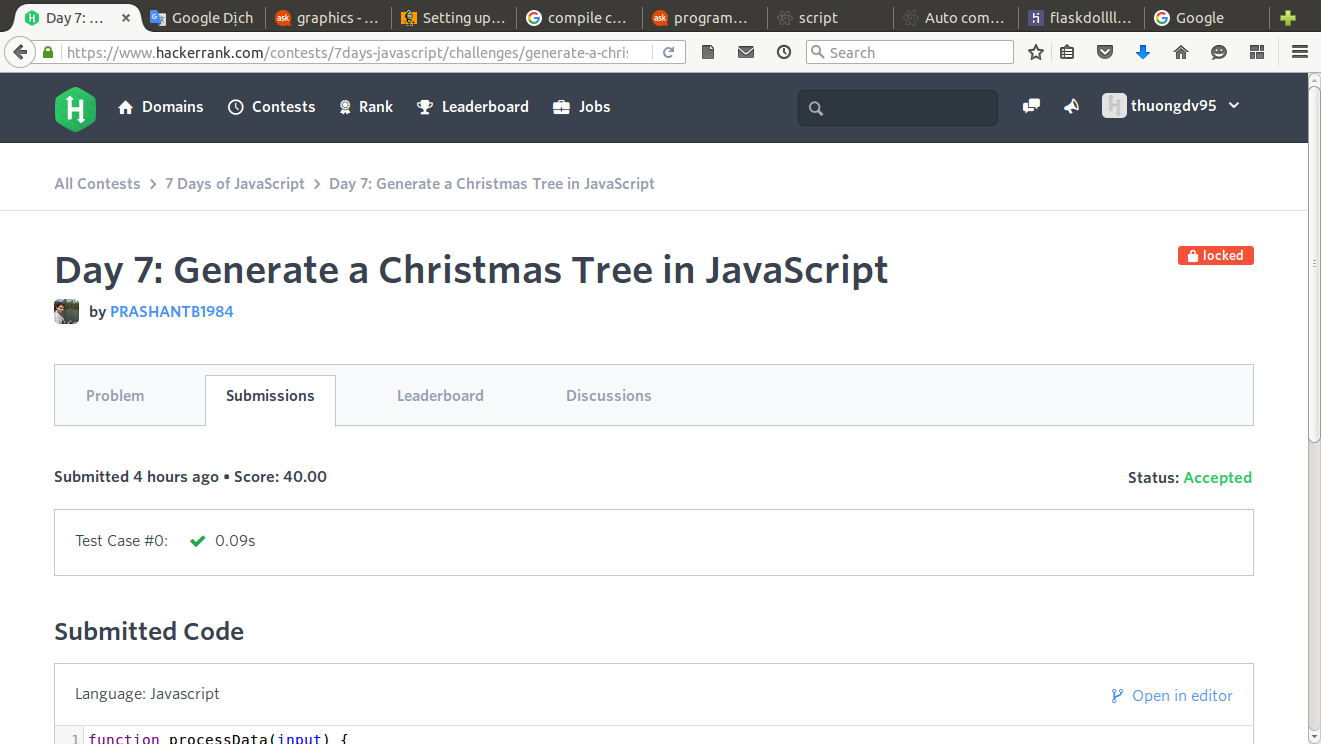 Day 7: ... Google Dịch graphics - ... Setting up... compile c... program... script Auto com... flaskdollll... Google
https://www.hackerrank.com/contests/7days-javascript/challenges/generate-a-chri Search
Domains Contests Rank Leaderboard Jobs thuongdv95
All Contests > 7 Days of JavaScript > Day 7: Generate a Christmas Tree in JavaScript
Day 7: Generate a Christmas Tree in JavaScript locked
by PRASHANTB1984
Problem Submissions Leaderboard Discussions
Submitted 4 hours ago • Score: 40.00 Status: Accepted
Test Case #0: 0.09s
Submitted Code
Language: Javascript Open in editor
1 function processData(input) {